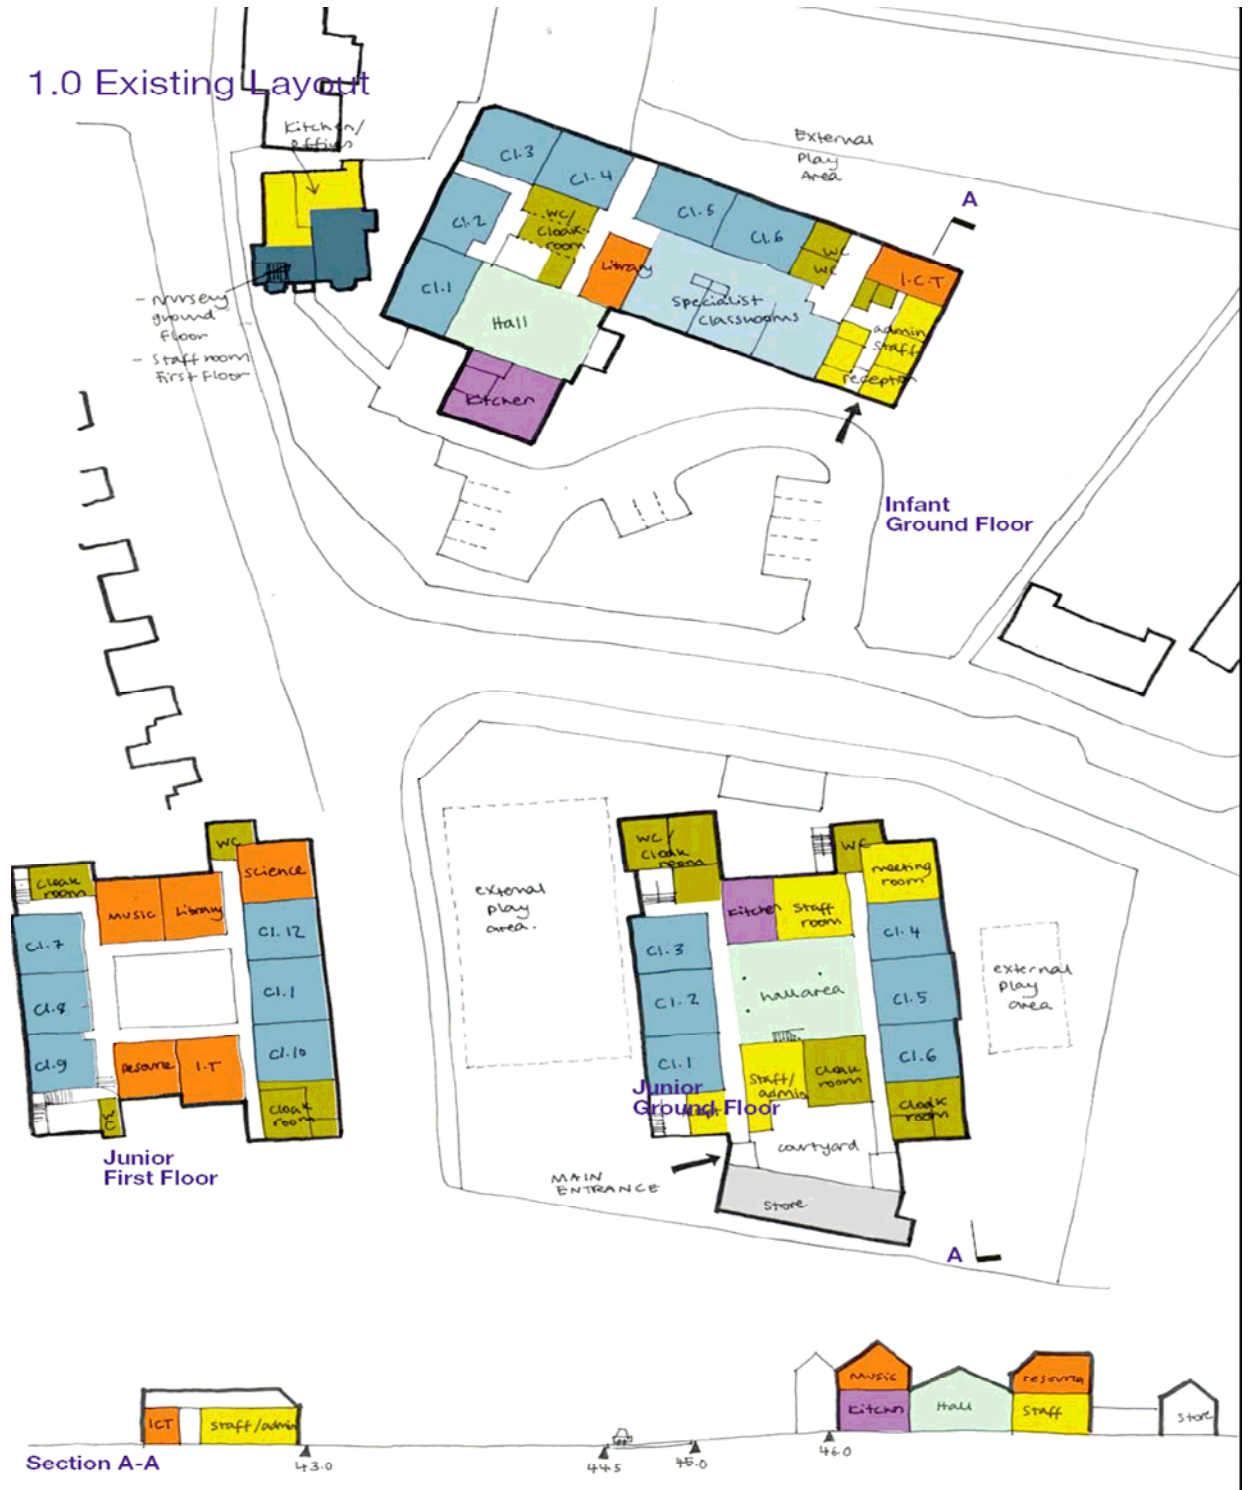 1.0 Existing Layout
Kitchen/
offices
External
Play
Area
A
Cl.3
Cl.4
Cl.2
WC/
Cloak
room
Cl.5
Cl.6
WC
WC
Library
I.C.T
Cl.1
Specialist
Classrooms
Hall
admin
Staff
reception
Kitchen
- Nursery
ground
floor
- Staff room
First Floor
Infant
Ground Floor
WC
Science
Cloak
room
Music
Library
Cl.7
Cl.12
Cl.8
Cl.1
Cl.9
Resource
I.T
Cl.10
WC
Cloak
room
Junior
First Floor
external
play
area.
WC/
Cloak
room
WC
meeting
room
Kitchen
Staff
room
Cl.3
Cl.4
Cl.2
hall area
Cl.5
external
play
area
Cl.1
Cl.6
Staff/
admin
Cloak
room
Junior
Ground Floor
Cloak
room
courtyard
MAIN
ENTRANCE
Store
A
Music
Kitchen
Hall
resource
Staff
Store
ICT
Staff/admin
Section A-A
43.0
44.5
45.0
46.0